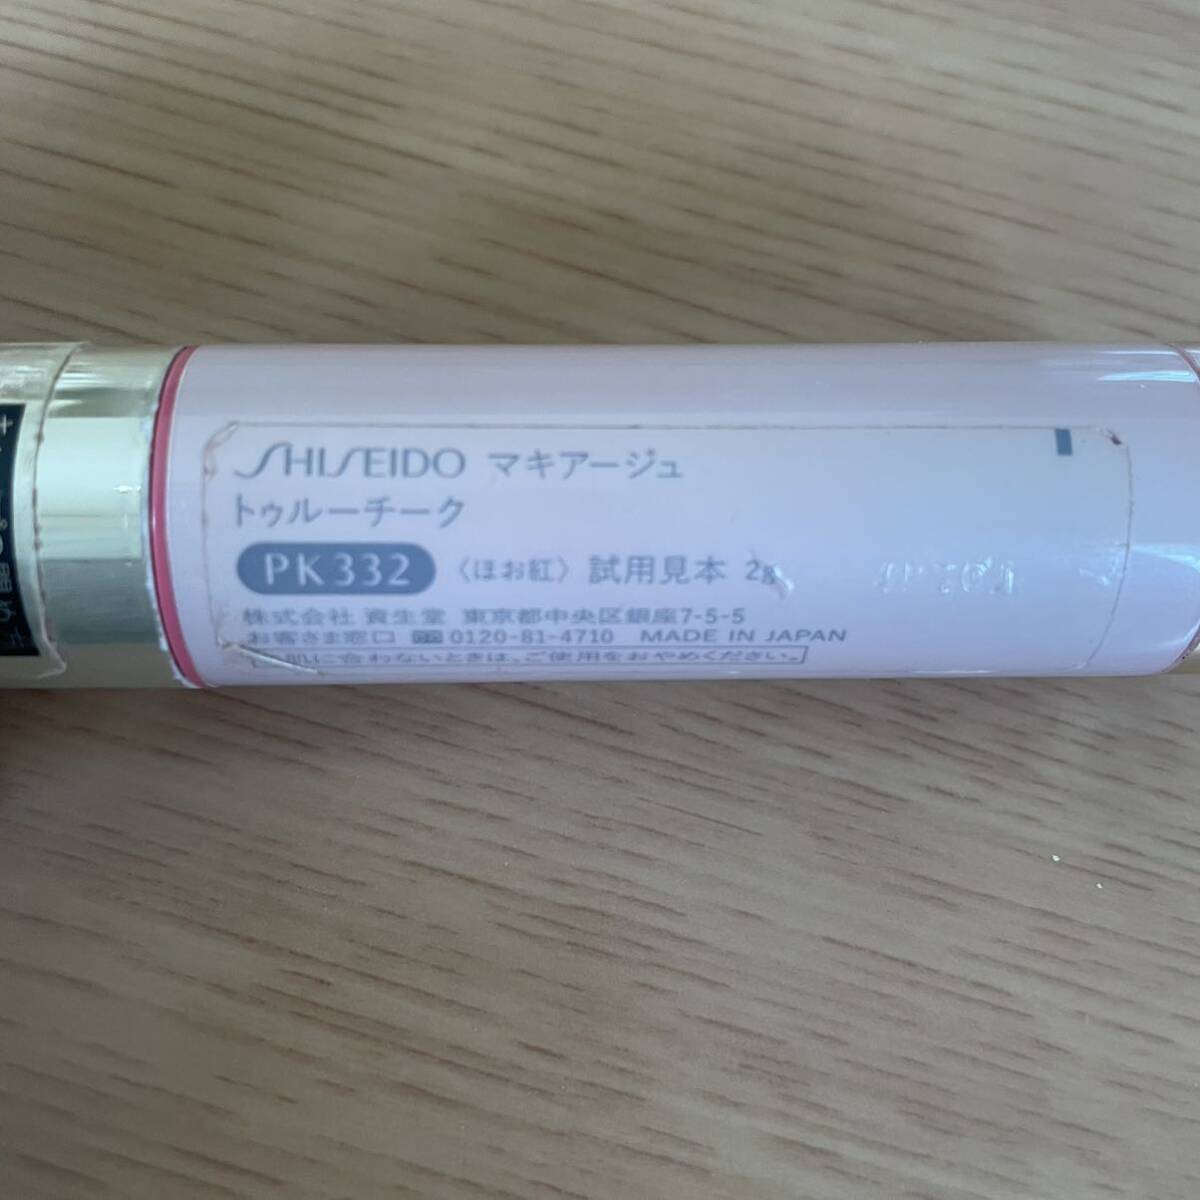 SHISEIDO マキアージュ
トゥルーチーク
PK 332 〈ほお紅〉 試用見本 2g
株式会社 資生堂 東京都中央区銀座7-5-5
お客さま窓口 0120-81-4710 MADE IN JAPAN
肌に合わないときは、ご使用をおやめください。